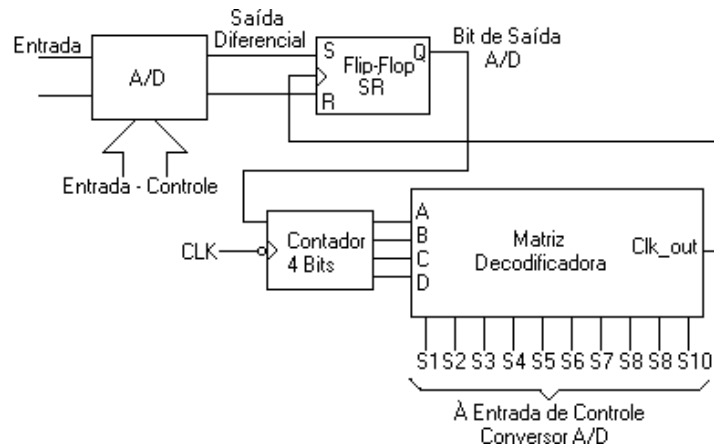 Entrada
A/D
Saída
Diferencial
S
Q
Flip-Flop
SR
R
Bit de Saída
A/D
Entrada - Controle
CLK
Contador
4 Bits
A
B
C
D
Matriz
Decodificadora
Clk_out
S1 S2 S3 S4 S5 S6 S7 S8 S8 S10
À Entrada de Controle
Conversor A/D